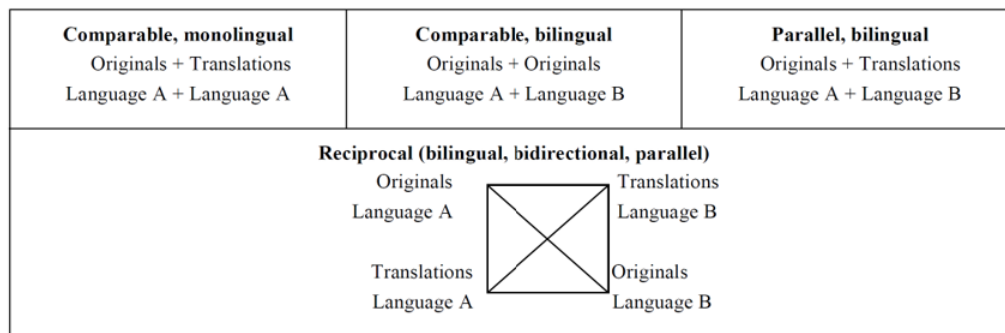 Comparable, monolingual
Originals + Translations
Language A + Language A
Comparable, bilingual
Originals + Originals
Language A + Language B
Parallel, bilingual
Originals + Translations
Language A + Language B
Reciprocal (bilingual, bidirectional, parallel)
Originals
Language A
Translations
Language B
Translations
Language A
Originals
Language B